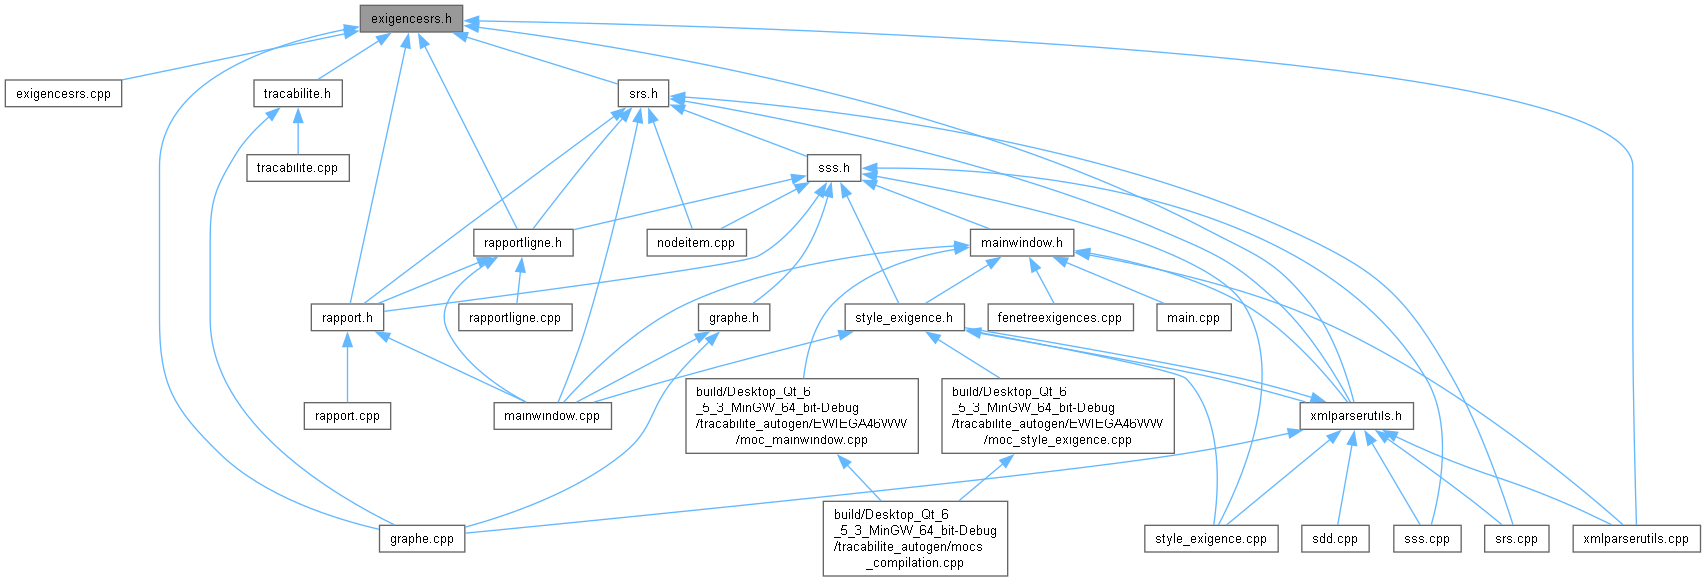 exigencesrs.h
exigencesrs.cpp
tracabilite.h
srs.h
tracabilite.cpp
sss.h
rapportligne.h
nodeitem.cpp
mainwindow.h
rapport.h
rapportligne.cpp
graphe.h
style_exigence.h
fenetreexigences.cpp
main.cpp
rapport.cpp
mainwindow.cpp
build/Desktop_Qt_6
_5_3_MinGW_64_bit-Debug
/tracabilite_autogen/EWIEGA46WW
/moc_mainwindow.cpp
build/Desktop_Qt_6
_5_3_MinGW_64_bit-Debug
/tracabilite_autogen/EWIEGA46WW
/moc_style_exigence.cpp
xmlparserutils.h
graphe.cpp
build/Desktop_Qt_6
_5_3_MinGW_64_bit-Debug
/tracabilite_autogen/mocs
_compilation.cpp
style_exigence.cpp
sdd.cpp
sss.cpp
srs.cpp
xmlparserutils.cpp